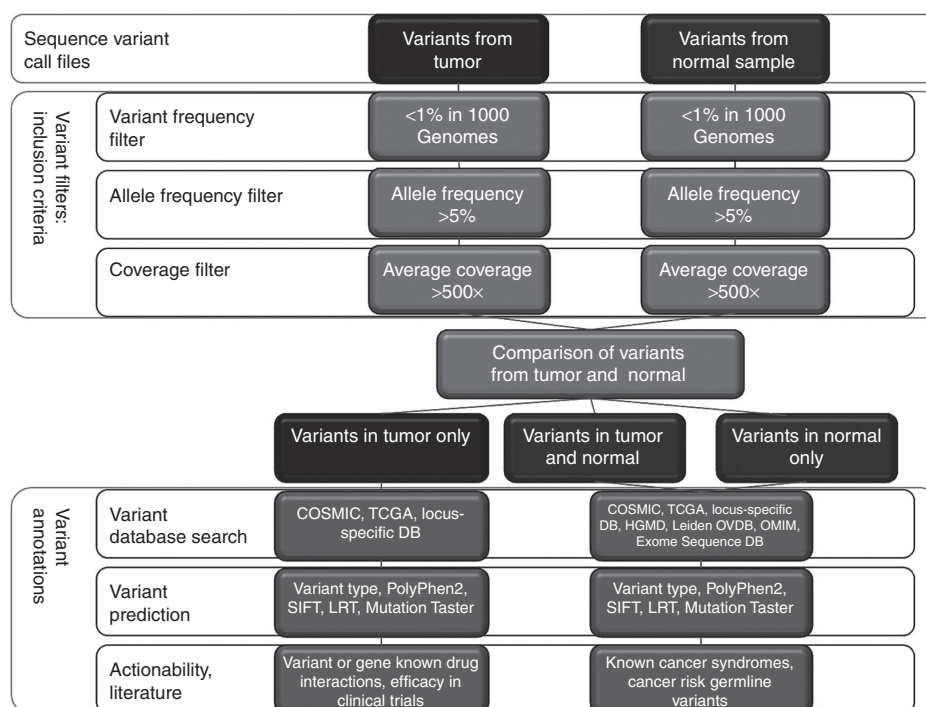 Sequence variant
call files
Variants from
tumor
Variants from
normal sample
Variant filters:
inclusion criteria
Variant frequency
filter
<1% in 1000
Genomes
<1% in 1000
Genomes
Allele frequency filter
Allele frequency
>5%
Allele frequency
>5%
Coverage filter
Average coverage
>500×
Average coverage
>500×
Comparison of variants
from tumor and normal
Variants in tumor only
Variants in tumor
and normal
Variants in normal
only
Variant
annotations
Variant
database search
COSMIC, TCGA, locus-
specific DB
COSMIC, TCGA, locus-specific
DB, HGMD, Leiden OVDB, OMIM,
Exome Sequence DB
Variant
prediction
Variant type, PolyPhen2,
SIFT, LRT, Mutation Taster
Variant type, PolyPhen2,
SIFT, LRT, Mutation Taster
Actionability,
literature
Variant or gene known drug
interactions, efficacy in
clinical trials
Known cancer syndromes,
cancer risk germline
variants